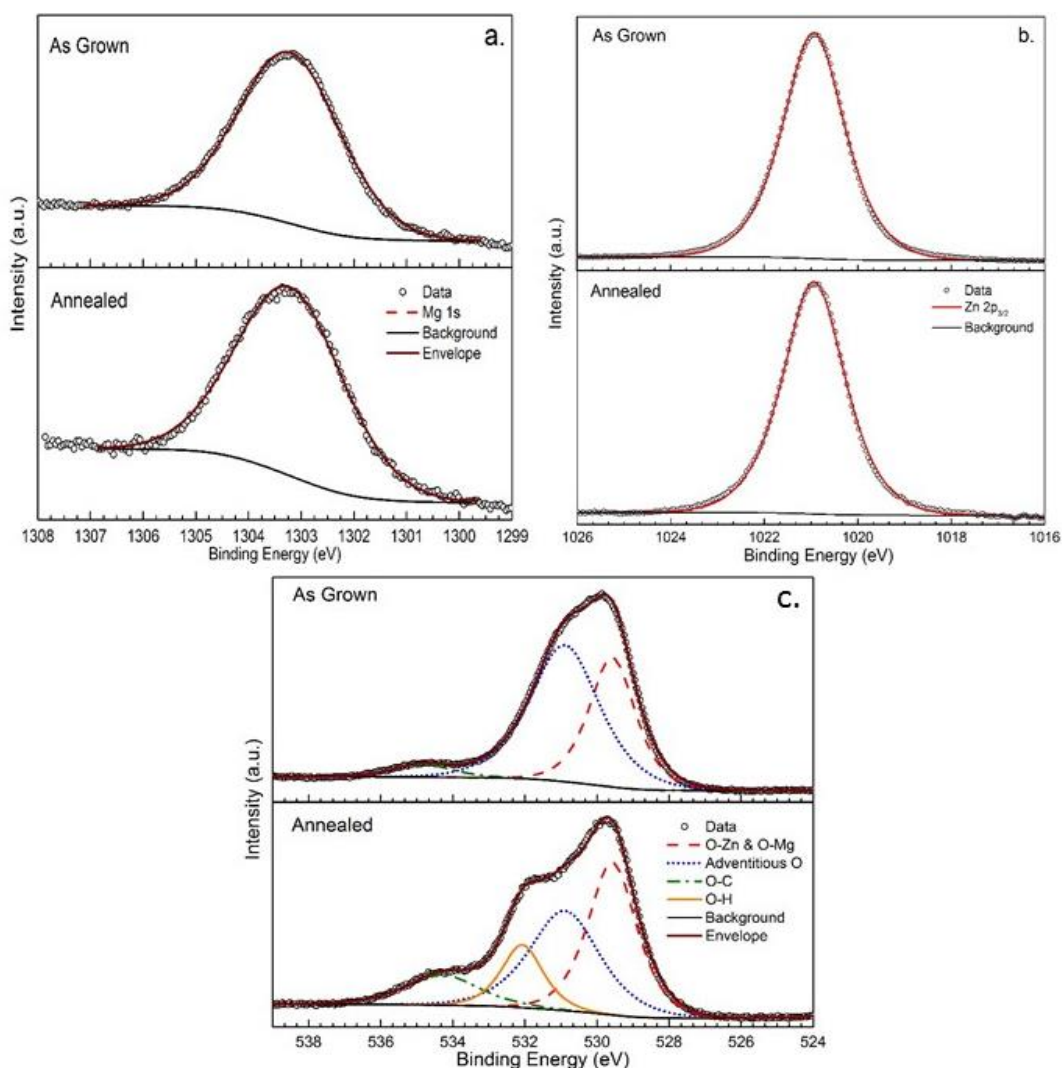 As Grown
a.
Annealed
Data
Mg 1s
Background
Envelope
Intensity (a.u.)
1308 1307 1306 1305 1304 1303 1302 1301 1300 1299
Binding Energy (eV)
As Grown
b.
Annealed
Data
Zn 2p3/2
Background
Intensity (a.u.)
1026 1024 1022 1020 1018 1016
Binding Energy (eV)
As Grown
c.
Annealed
Data
O-Zn & O-Mg
Adventitious O
O-C
O-H
Background
Envelope
Intensity (a.u.)
538 536 534 532 530 528 526 524
Binding Energy (eV)